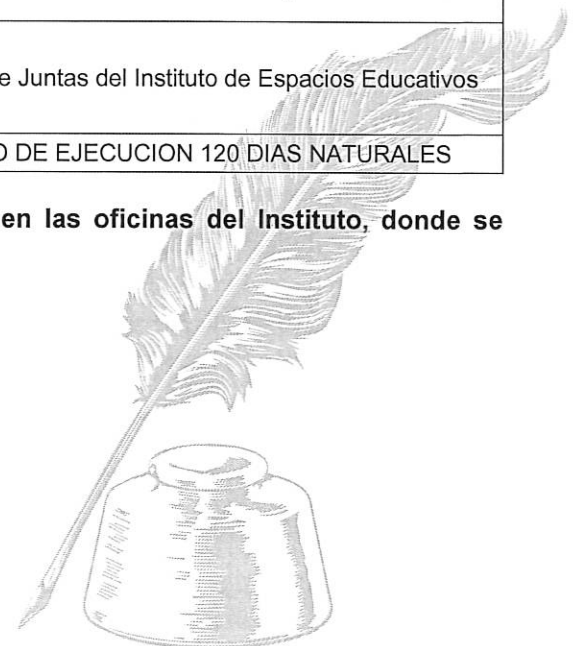 e Juntas del Instituto de Espacios Educativos
O DE EJECUCION 120 DIAS NATURALES
en las oficinas del Instituto, donde se